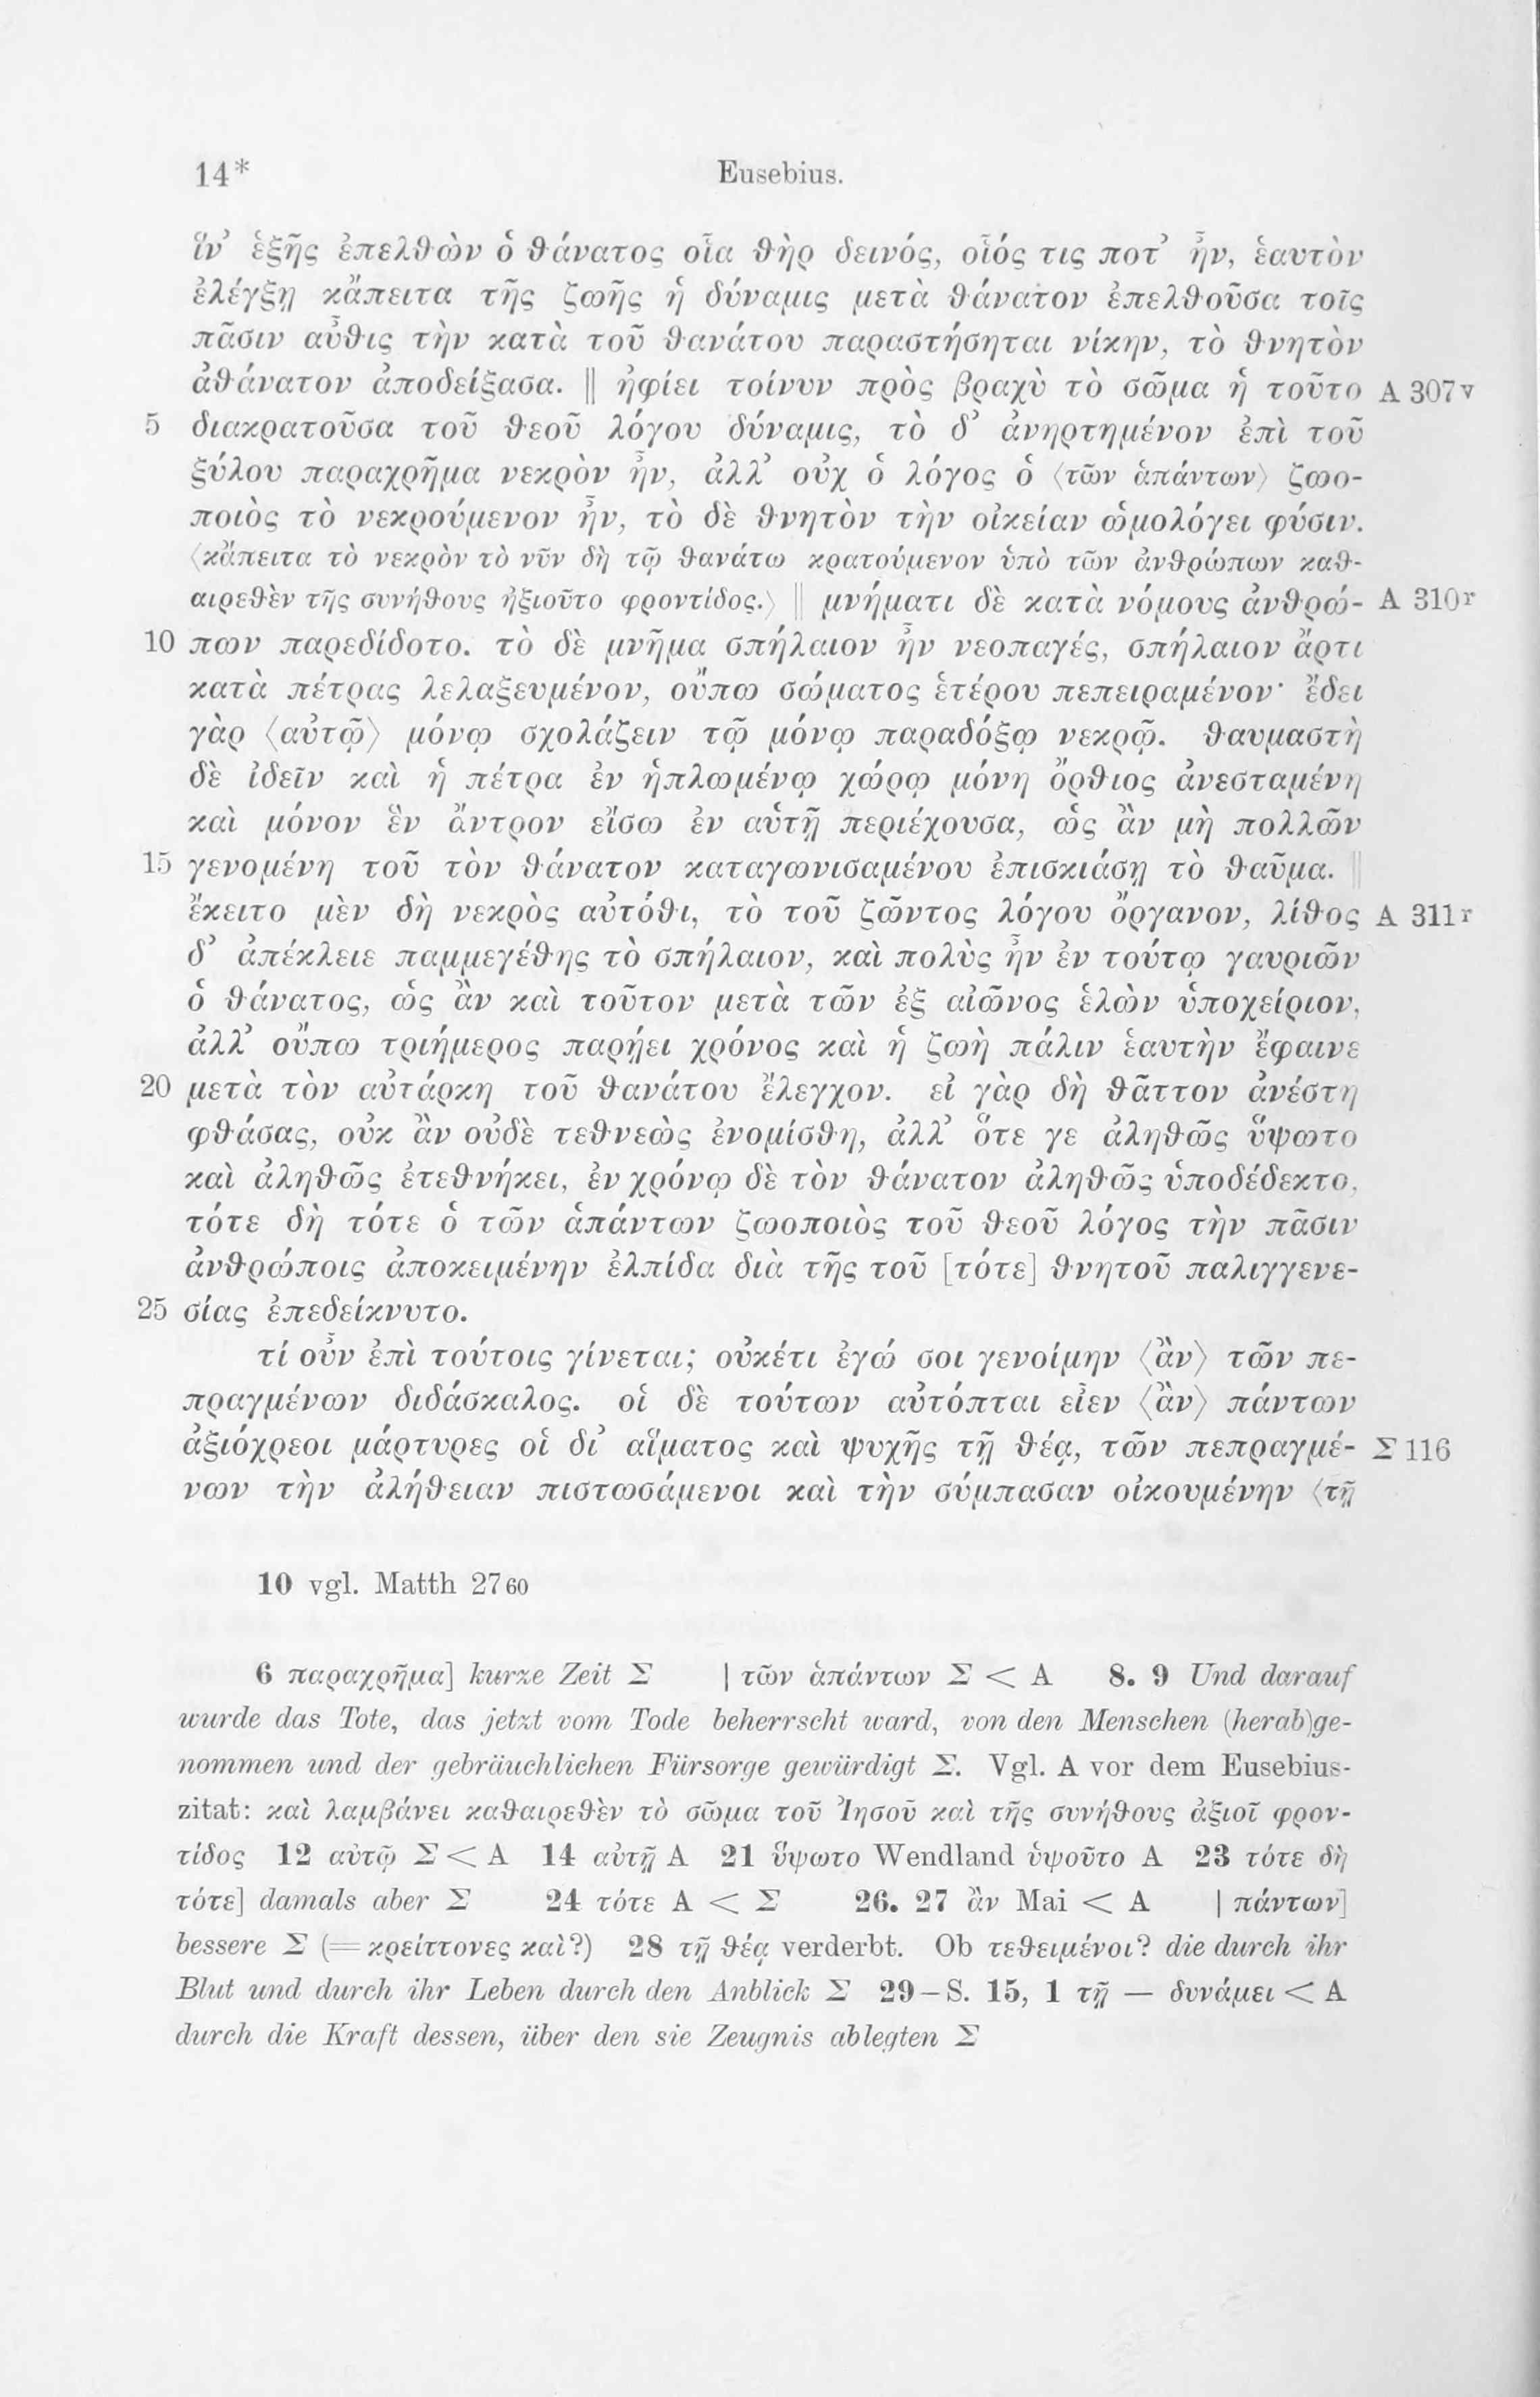 14* Eusebius.
ἵν’ ἑξῆς ἐπελθὼν ὁ θάνατος οἷα θὴρ δεινός, οἷός τις ποτ’ ἦν, ἑαυτὸν
ἐλέγξῃ κἄπειτα τῆς ζωῆς ἡ δύναμις μετὰ θάνατον ἐπελθοῦσα τοῖς
πᾶσιν αὖθις τὴν κατὰ τοῦ θανάτου παραστήσηται νίκην, τὸ θνητὸν
ἀθάνατον ἀποδείξασα. || ἠφίει τοίνυν πρὸς βραχὺ τὸ σῶμα ἡ τοῦτο A 307v
5 διακρατοῦσα τοῦ θεοῦ λόγου δύναμις, τὸ δ’ ἀνηρτημένον ἐπὶ τοῦ
ξύλου παραχρῆμα νεκρὸν ἦν, ἀλλ’ οὐχ ὁ λόγος ὁ ⟨τῶν ἁπάντων⟩ ζωο-
ποιὸς τὸ νεκρούμενον ἦν, τὸ δὲ θνητὸν τὴν οἰκείαν ὡμολόγει φύσιν.
⟨κἄπειτα τὸ νεκρὸν τὸ νῦν δὴ τῷ θανάτω κρατούμενον ὑπὸ τῶν ἀνθρώπων καθ-
αιρεθὲν τῆς συνήθους ἠξιοῦτο φροντίδος.⟩ || μνήματι δὲ κατὰ νόμους ἀνθρώ- A 310r
10 πων παρεδίδοτο. τὸ δὲ μνῆμα σπήλαιον ἦν νεοπαγές, σπήλαιον ἄρτι
κατὰ πέτρας λελαξευμένον, οὔπω σώματος ἑτέρου πεπειραμένον· ἔδει
γὰρ ⟨αὐτῷ⟩ μόνῳ σχολάζειν τῷ μόνῳ παραδόξῳ νεκρῷ. θαυμαστὴ
δὲ ἰδεῖν καὶ ἡ πέτρα ἐν ἡπλωμένῳ χώρῳ μόνη ὄρθιος ἀνεσταμένη
καὶ μόνον ἓν ἄντρον εἴσω ἐν αὑτῇ περιέχουσα, ὡς ἂν μὴ πολλῶν
15 γενομένη τοῦ τὸν θάνατον καταγωνισαμένου ἐπισκιάσῃ τὸ θαῦμα. ||
ἔκειτο μὲν δὴ νεκρὸς αὐτόθι, τὸ τοῦ ζῶντος λόγου ὄργανον, λίθος A 311r
δ’ ἀπέκλειε παμμεγέθης τὸ σπήλαιον, καὶ πολὺς ἦν ἐν τούτῳ γαυριῶν
ὁ θάνατος, ὡς ἂν καὶ τοῦτον μετὰ τῶν ἐξ αἰῶνος ἑλὼν ὑποχείριον,
ἀλλ’ οὔπω τριήμερος παρῄει χρόνος καὶ ἡ ζωὴ πάλιν ἑαυτὴν ἔφαινε
20 μετὰ τὸν αὐτάρκη τοῦ θανάτου ἔλεγχον. εἰ γὰρ δὴ θᾶττον ἀνέστη
φθάσας, οὐκ ἂν οὐδὲ τεθνεὼς ἐνομίσθη, ἀλλ’ ὅτε γε ἀληθῶς ὕψωτο
καὶ ἀληθῶς ἐτεθνήκει, ἐν χρόνῳ δὲ τὸν θάνατον ἀληθῶς ὑποδέδεκτο,
τότε δὴ τότε ὁ τῶν ἁπάντων ζωοποιὸς τοῦ θεοῦ λόγος τὴν πᾶσιν
ἀνθρώποις ἀποκειμένην ἐλπίδα διὰ τῆς τοῦ [τότε] θνητοῦ παλιγγενε-
25 σίας ἐπεδείκνυτο.
τί οὖν ἐπὶ τούτοις γίνεται; οὐκέτι ἐγώ σοι γενοίμην ⟨ἂν⟩ τῶν πε-
πραγμένων διδάσκαλος. οἱ δὲ τούτων αὐτόπται εἶεν ⟨ἂν⟩ πάντων
ἀξιόχρεοι μάρτυρες οἱ δι’ αἵματος καὶ ψυχῆς τῇ θέᾳ, τῶν πεπραγμέ- Σ 116
νων τὴν ἀλήθειαν πιστωσάμενοι καὶ τὴν σύμπασαν οἰκουμένην ⟨τῇ
10 vgl. Matth 27 60
6 παραχρῆμα] kurze Zeit Σ | τῶν ἁπάντων Σ < A 8. 9 Und darauf
wurde das Tote, das jetzt vom Tode beherrscht ward, von den Menschen (herab)ge-
nommen und der gebräuchlichen Fürsorge gewürdigt Σ. Vgl. A vor dem Eusebius-
zitat: καὶ λαμβάνει καθαιρεθὲν τὸ σῶμα τοῦ Ἰησοῦ καὶ τῆς συνήθους ἀξιοῖ φρον-
τίδος 12 αὐτῷ Σ < A 14 αὐτῇ A 21 ὕψωτο Wendland ὑψοῦτο A 23 τότε δὴ
τότε] damals aber Σ 24 τότε A < Σ 26. 27 ἂν Mai < A | πάντων]
bessere Σ (= κρείττονες καὶ?) 28 τῇ θέᾳ verderbt. Ob τεθειμένοι? die durch ihr
Blut und durch ihr Leben durch den Anblick Σ 29 – S. 15, 1 τῇ — δυνάμει < A
durch die Kraft dessen, über den sie Zeugnis ablegten Σ